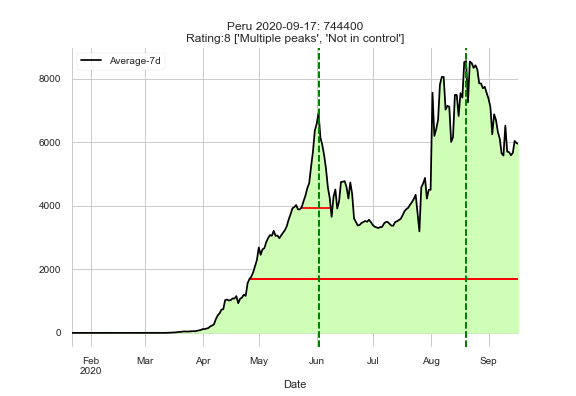 Peru 2020-09-17: 744400
Rating:8 ['Multiple peaks', 'Not in control']
Average-7d
8000
6000
4000
2000
0
Feb Mar Apr May Jun Jul Aug Sep
2020
Date